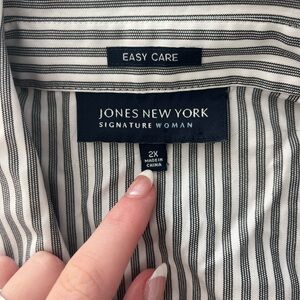 EASY CARE
JONES NEW YORK
SIGNATURE WOMAN
2X
MADE IN
CHINA